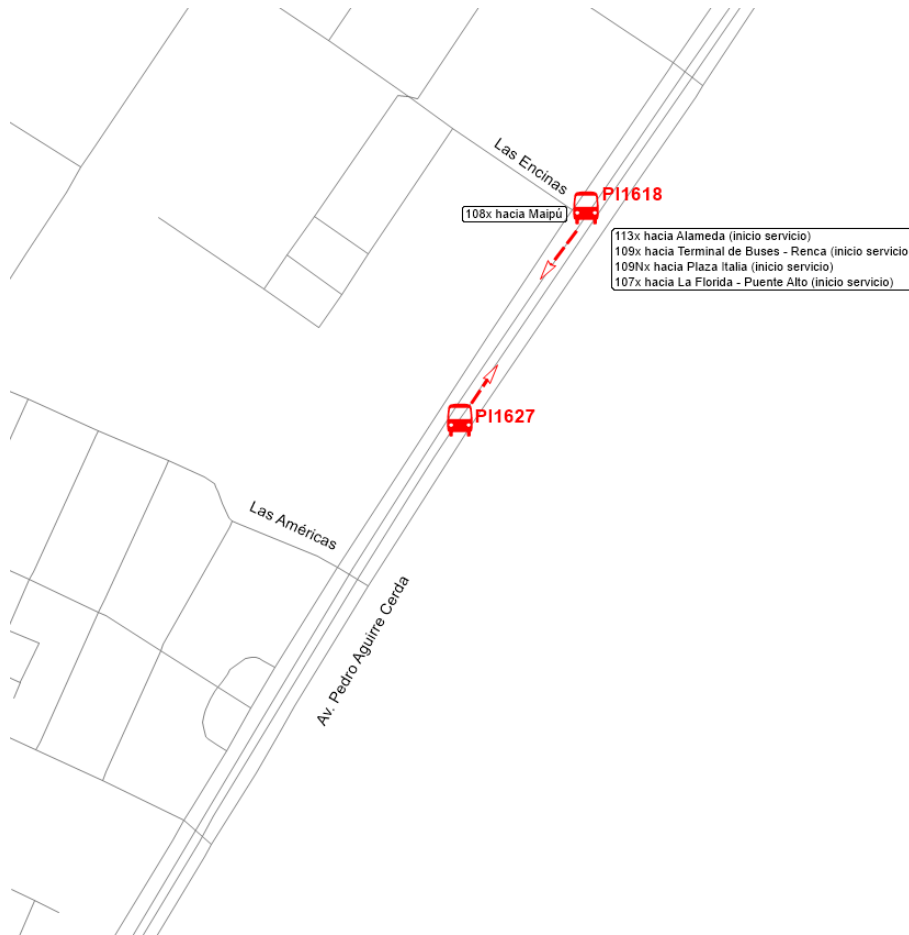 Las Encinas
PI1618
108x hacia Maipú
113x hacia Alameda (inicio servicio)
109x hacia Terminal de Buses - Renca (inicio servicio
109Nx hacia Plaza Italia (inicio servicio)
107x hacia La Florida - Puente Alto (inicio servicio)
PI1627
Las Américas
Av. Pedro Aguirre Cerda